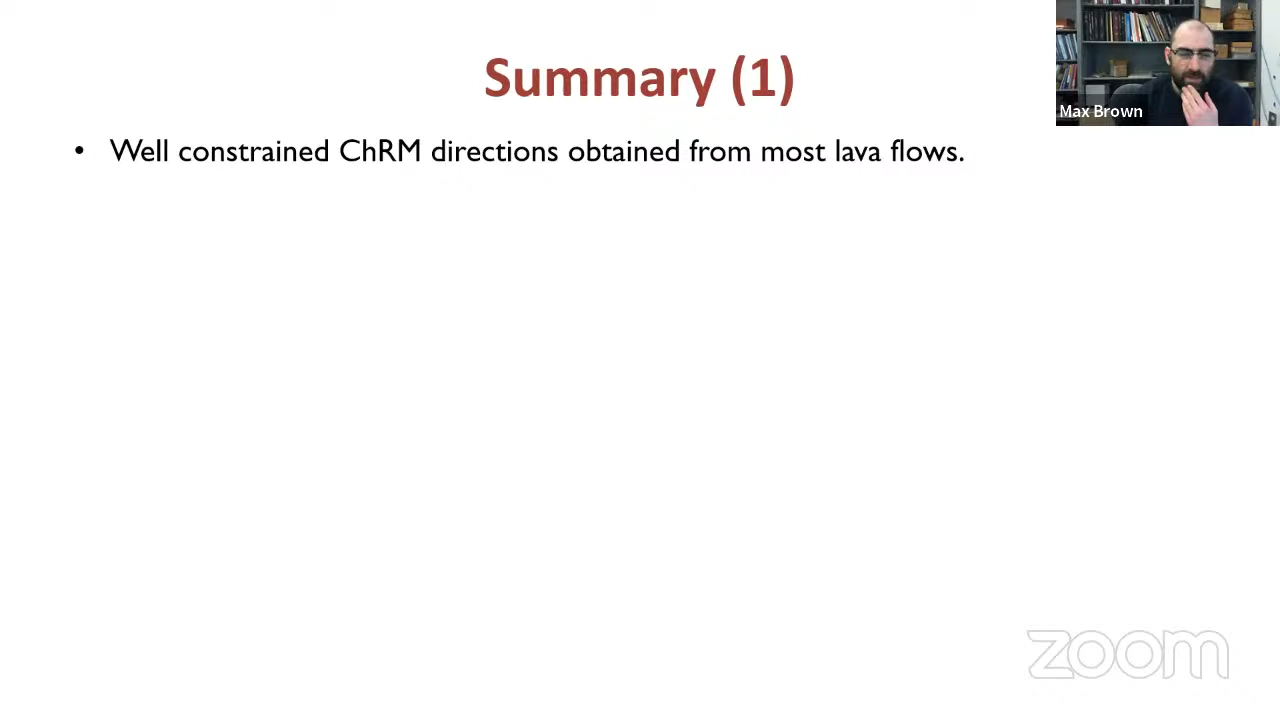 Summary (1)
Max Brown
• Well constrained ChRM directions obtained from most lava flows.
zoom